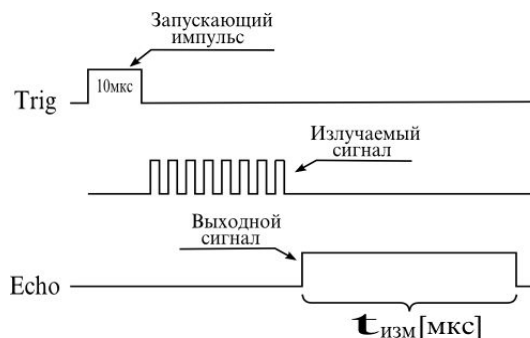 Запускающий
импульс
10мкс
Trig
Излучаемый
сигнал
Выходной
сигнал
Echo
tизм[мкс]